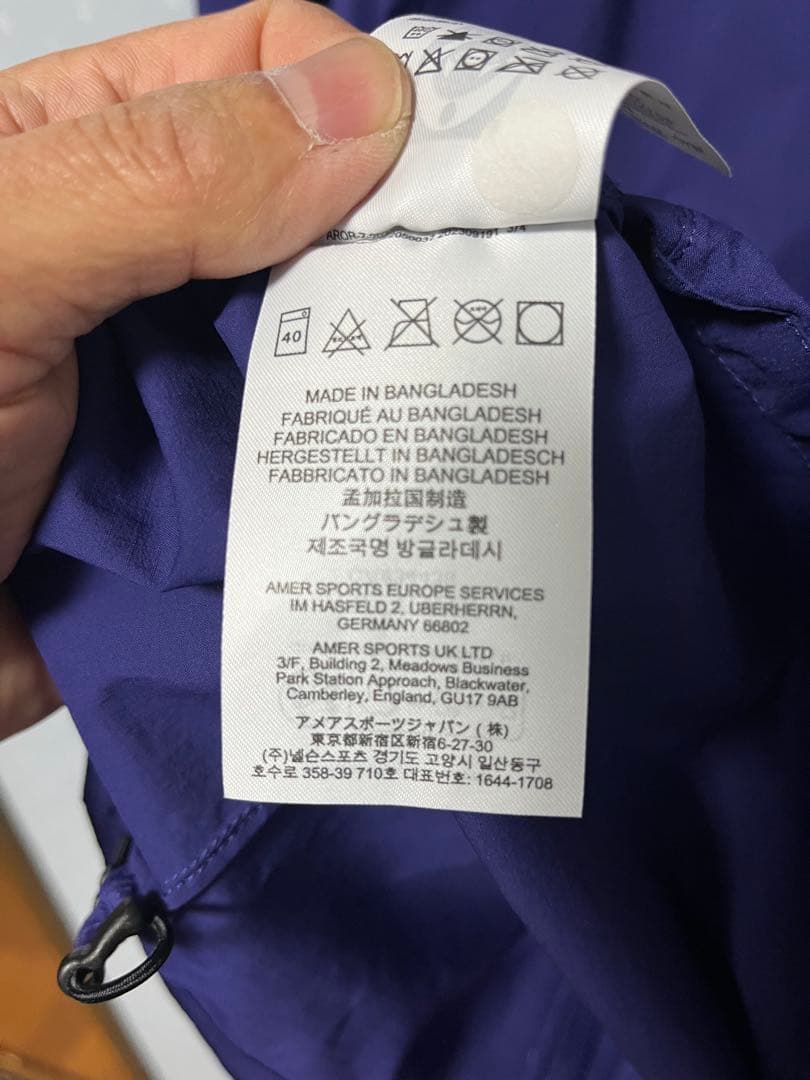 40
MADE IN BANGLADESH
FABRIQUÉ AU BANGLADESH
FABRICADO EN BANGLADESH
HERGESTELLT IN BANGLADESCH
FABBRICATO IN BANGLADESH
孟加拉国制造
バングラデシュ製
제조국명 방글라데시
AMER SPORTS EUROPE SERVICES
IM HASFELD 2, UBERHERRN,
GERMANY 66802
AMER SPORTS UK LTD
3/F, Building 2, Meadows Business
Park Station Approach, Blackwater,
Camberley, England, GU17 9AB
アメアスポーツジャパン(株)
東京都新宿区新宿6-27-30
(주)넬슨스포츠 경기도 고양시 일산동구
호수로 358-39 710호 대표번호: 1644-1708